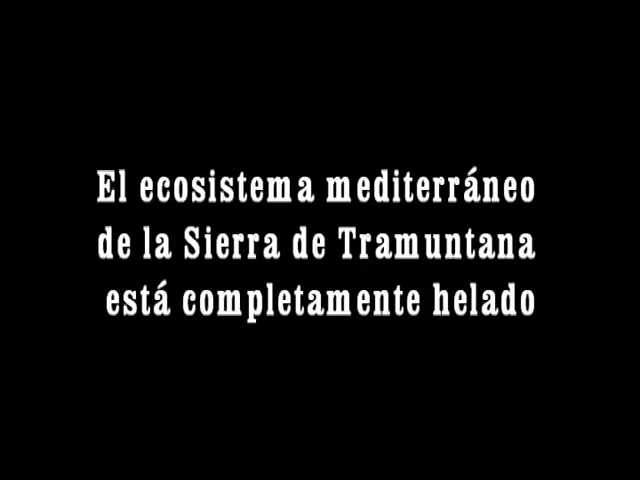 El ecosistema mediterráneo
de la Sierra de Tramuntana
está completamente helado